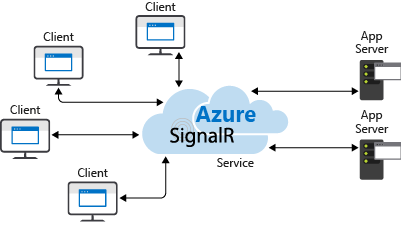 Client
Client
Client
Client
Azure
SignalR
Service
App
Server
App
Server